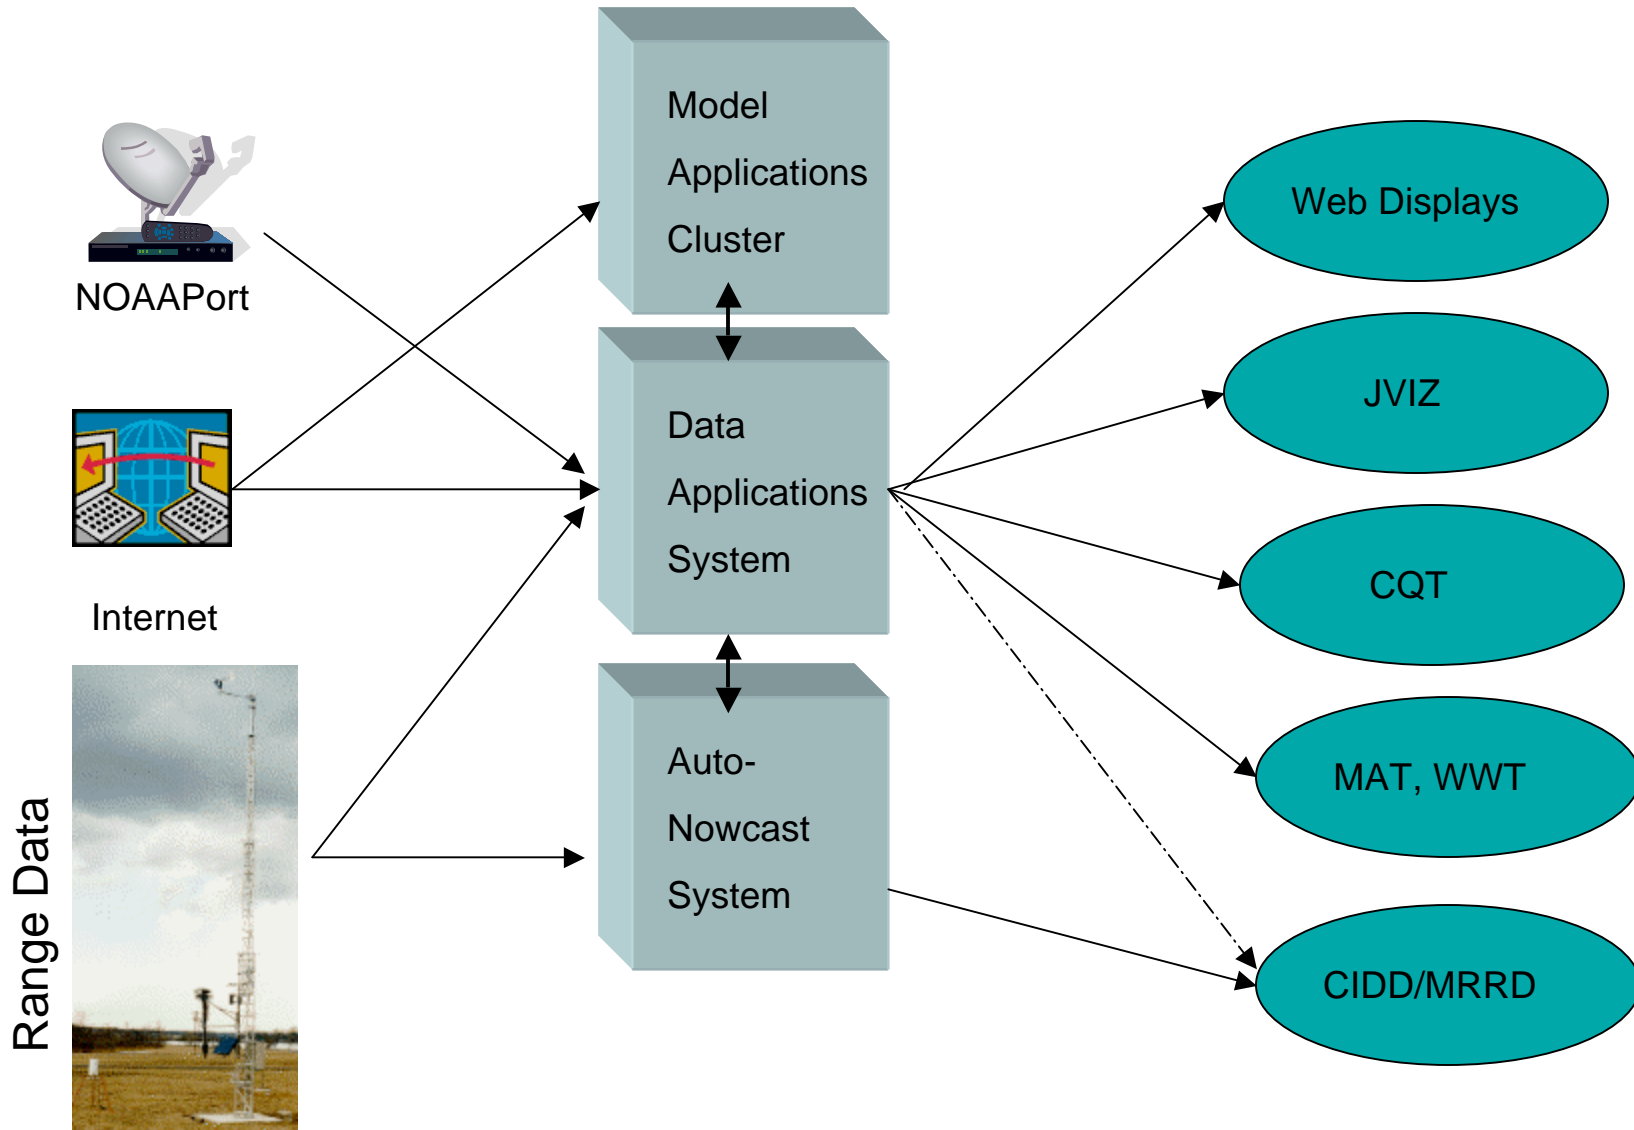 NOAAPort
Internet
Range Data
Model
Applications
Cluster
Data
Applications
System
Auto-
Nowcast
System
Web Displays
JVIZ
CQT
MAT, WWT
CIDD/MRRD